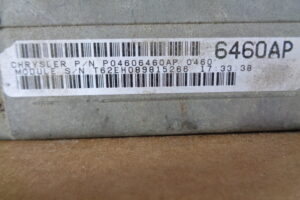 6460AP
CHRYSLER P/N P04606460AP 0460
MODULE S/N T62EH089815266 17 33 38